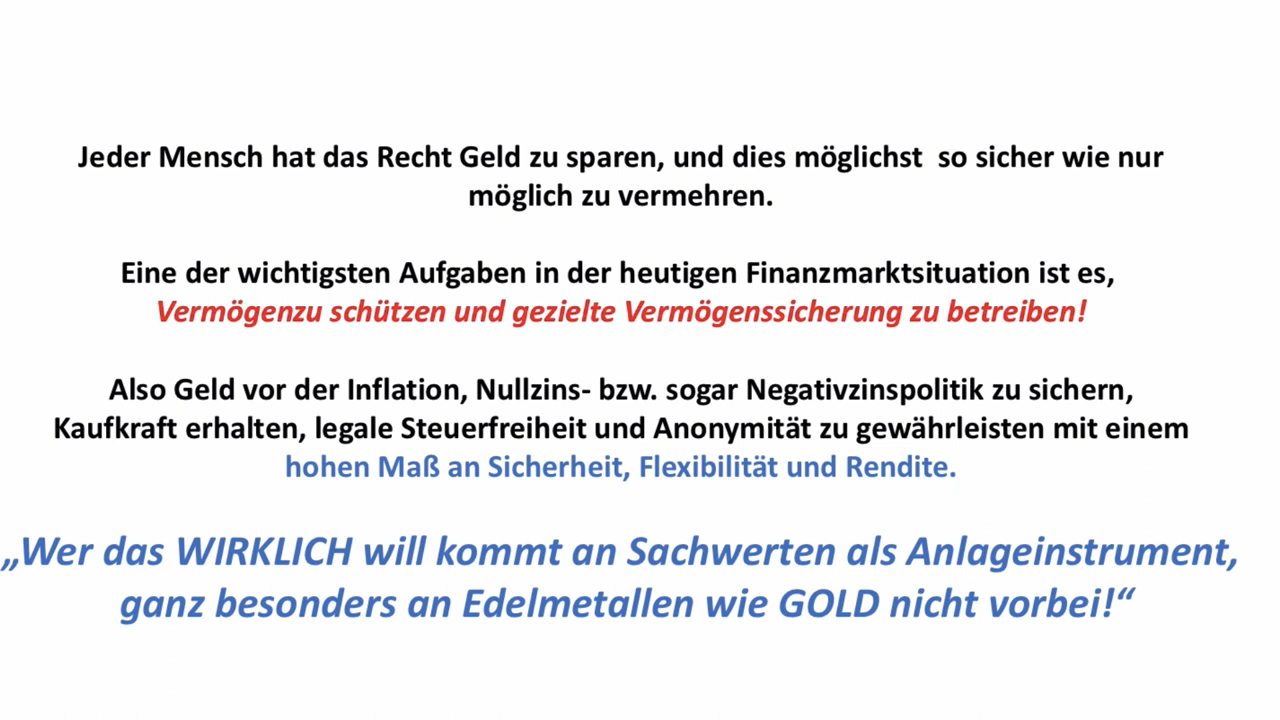 Jeder Mensch hat das Recht Geld zu sparen, und dies möglichst  so sicher wie nur
möglich zu vermehren.
Eine der wichtigsten Aufgaben in der heutigen Finanzmarktsituation ist es,
Vermögenzu schützen und gezielte Vermögenssicherung zu betreiben!
Also Geld vor der Inflation, Nullzins- bzw. sogar Negativzinspolitik zu sichern,
Kaufkraft erhalten, legale Steuerfreiheit und Anonymität zu gewährleisten mit einem
hohen Maß an Sicherheit, Flexibilität und Rendite.
„Wer das WIRKLICH will kommt an Sachwerten als Anlageinstrument,
ganz besonders an Edelmetallen wie GOLD nicht vorbei!“